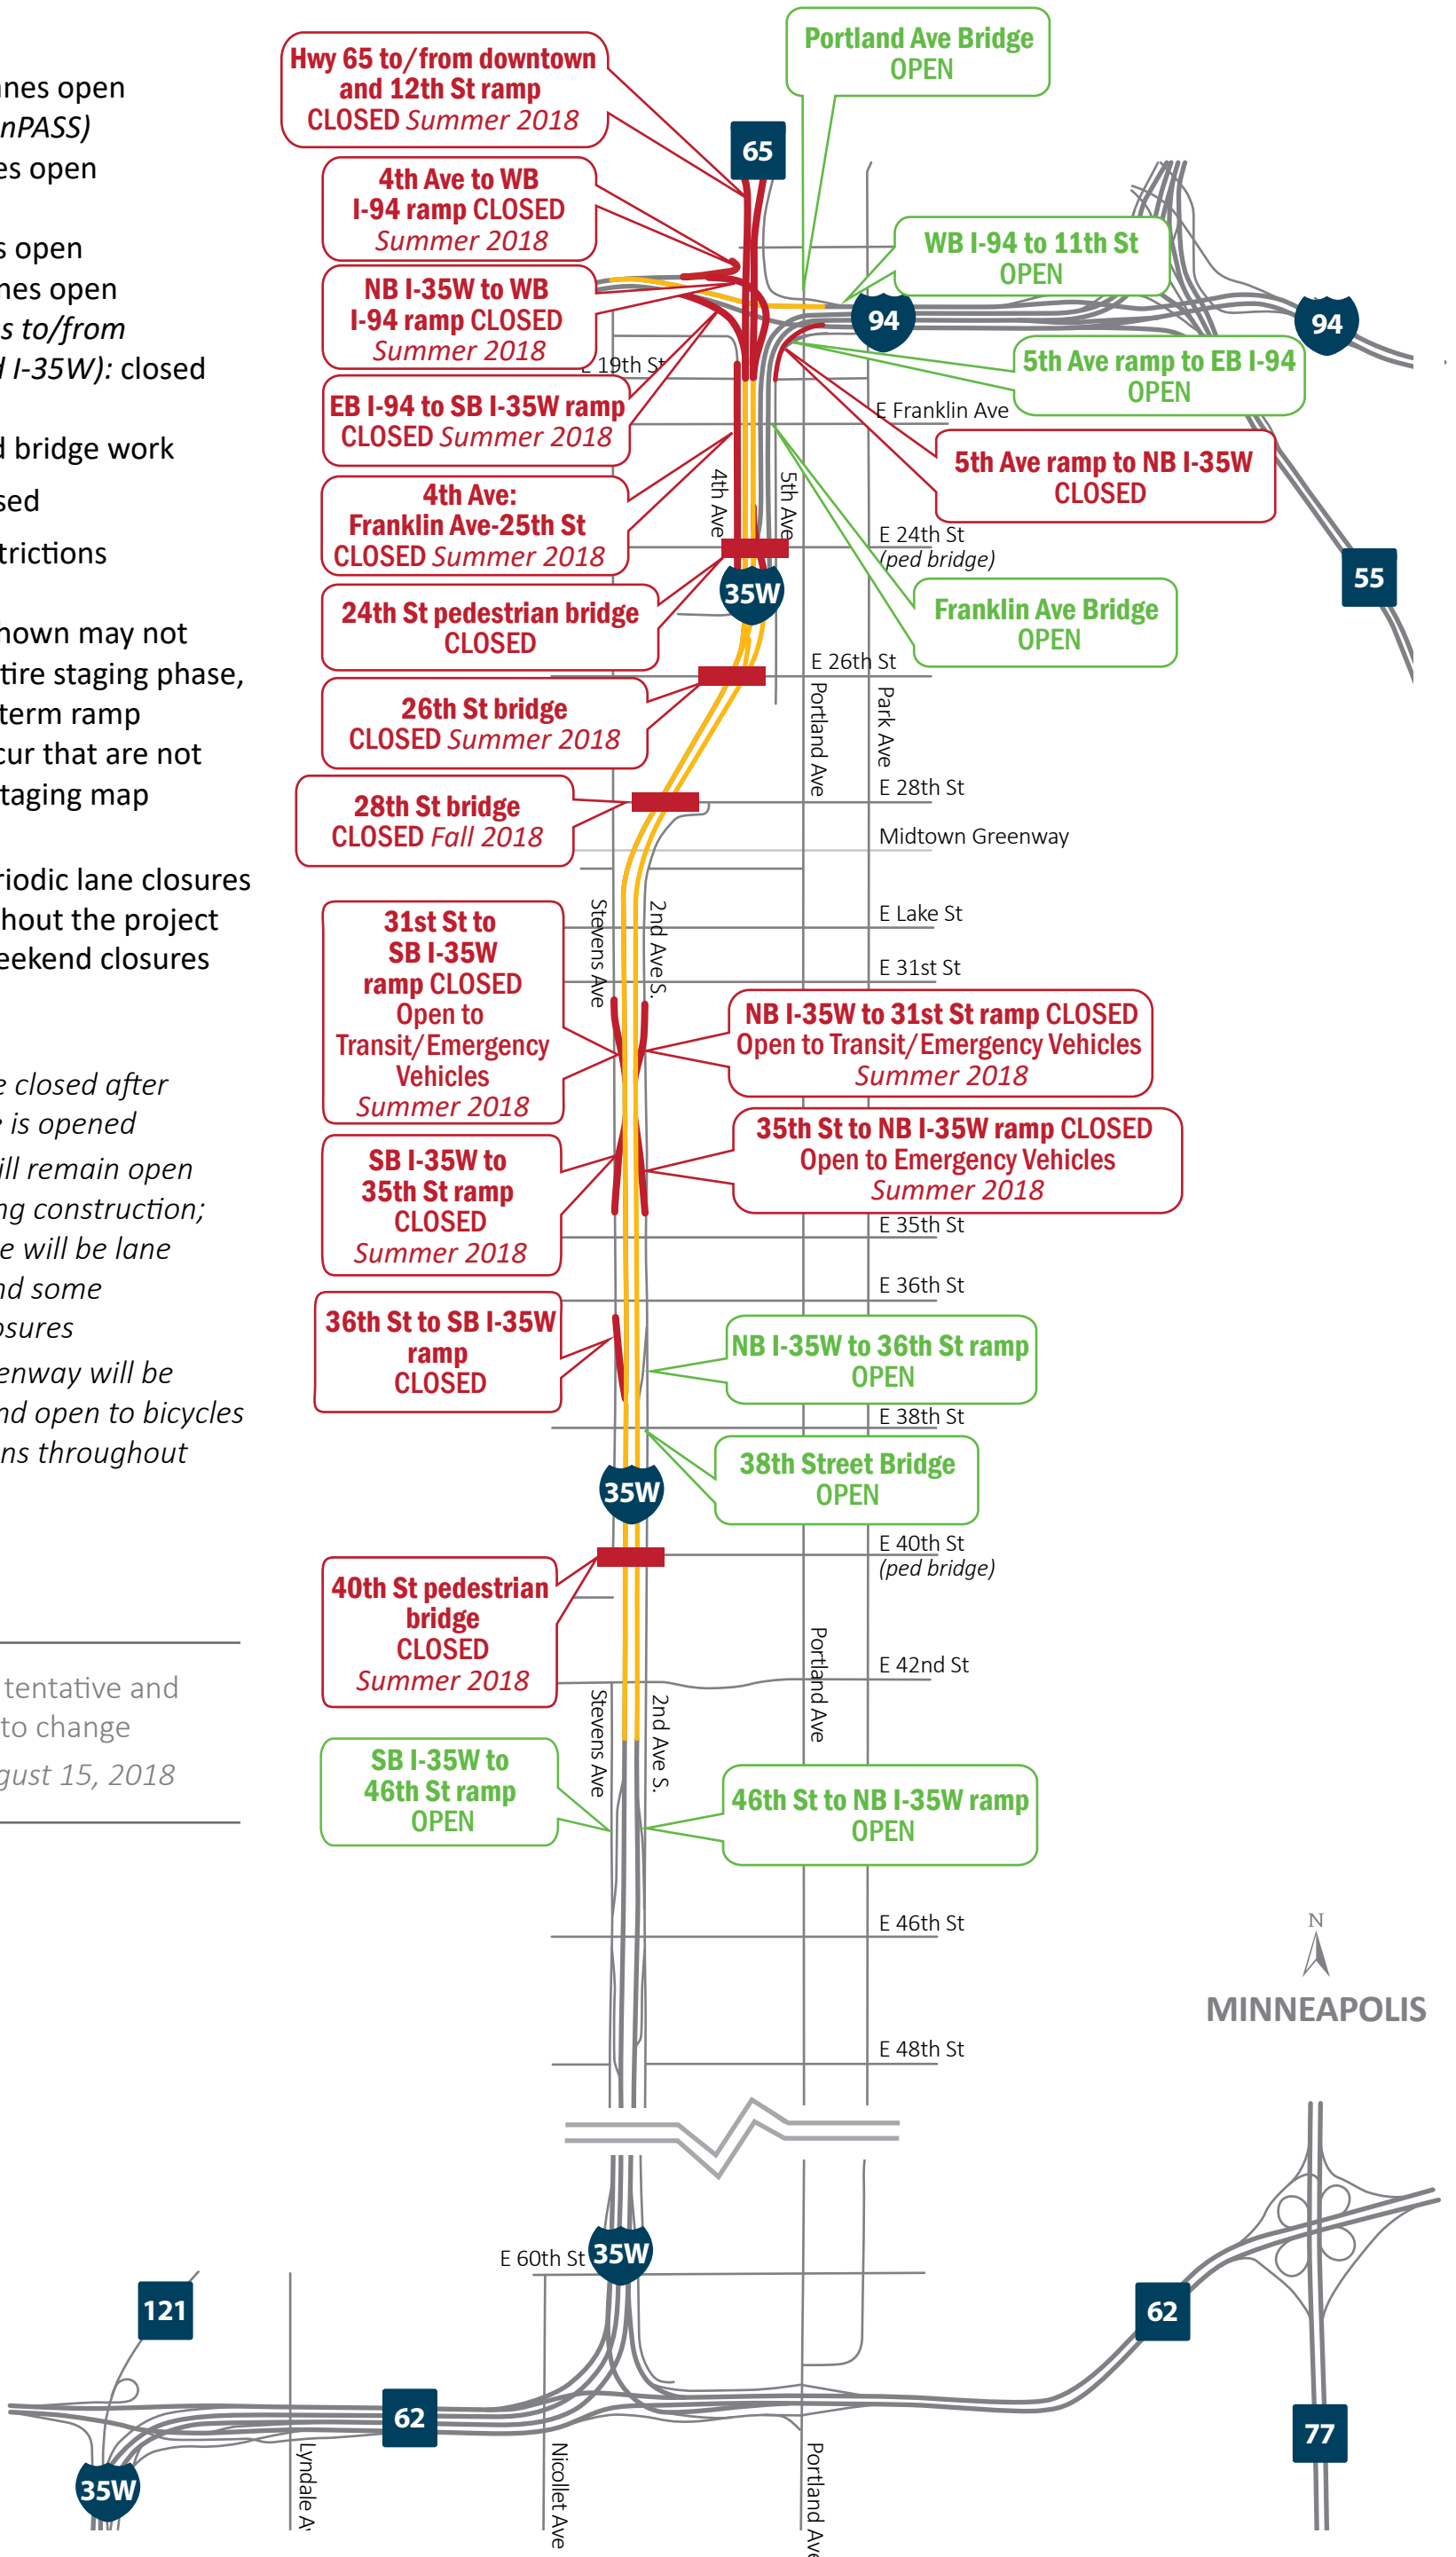 nnes open
nPASS)
es open
s open
nes open
s to/from
d I-35W): closed
d bridge work
sed
trictions
hown may not
tire staging phase,
term ramp
cur that are not
taging map
riodic lane closures
hout the project
eekend closures
e closed after
e is opened
ill remain open
ng construction;
e will be lane
nd some
osures
enway will be
nd open to bicycles
ns throughout
tentative and
to change
gust 15, 2018
Hwy 65 to/from downtown
and 12th St ramp
CLOSED Summer 2018
Portland Ave Bridge
OPEN
65
4th Ave to WB
I-94 ramp CLOSED
Summer 2018
WB I-94 to 11th St
OPEN
NB I-35W to WB
I-94 ramp CLOSED
Summer 2018
94
94
E 19th St
5th Ave ramp to EB I-94
OPEN
EB I-94 to SB I-35W ramp
CLOSED Summer 2018
E Franklin Ave
5th Ave ramp to NB I-35W
CLOSED
4th Ave:
Franklin Ave-25th St
CLOSED Summer 2018
4th Ave
5th Ave
E 24th St
(ped bridge)
55
35W
24th St pedestrian bridge
CLOSED
Franklin Ave Bridge
OPEN
E 26th St
26th St bridge
CLOSED Summer 2018
Portland Ave
Park Ave
28th St bridge
CLOSED Fall 2018
E 28th St
Midtown Greenway
Stevens Ave
2nd Ave S.
E Lake St
E 31st St
31st St to
SB I-35W
ramp CLOSED
Open to
Transit/Emergency
Vehicles
Summer 2018
NB I-35W to 31st St ramp CLOSED
Open to Transit/Emergency Vehicles
Summer 2018
SB I-35W to
35th St ramp
CLOSED
Summer 2018
35th St to NB I-35W ramp CLOSED
Open to Emergency Vehicles
Summer 2018
E 35th St
E 36th St
36th St to SB I-35W
ramp
CLOSED
NB I-35W to 36th St ramp
OPEN
E 38th St
38th Street Bridge
OPEN
35W
E 40th St
(ped bridge)
40th St pedestrian
bridge
CLOSED
Summer 2018
Portland Ave
E 42nd St
Stevens Ave
2nd Ave S.
SB I-35W to
46th St ramp
OPEN
46th St to NB I-35W ramp
OPEN
E 46th St
N
MINNEAPOLIS
E 48th St
E 60th St
35W
121
62
62
77
35W
Lyndale A
Nicollet Ave
Portland Ave